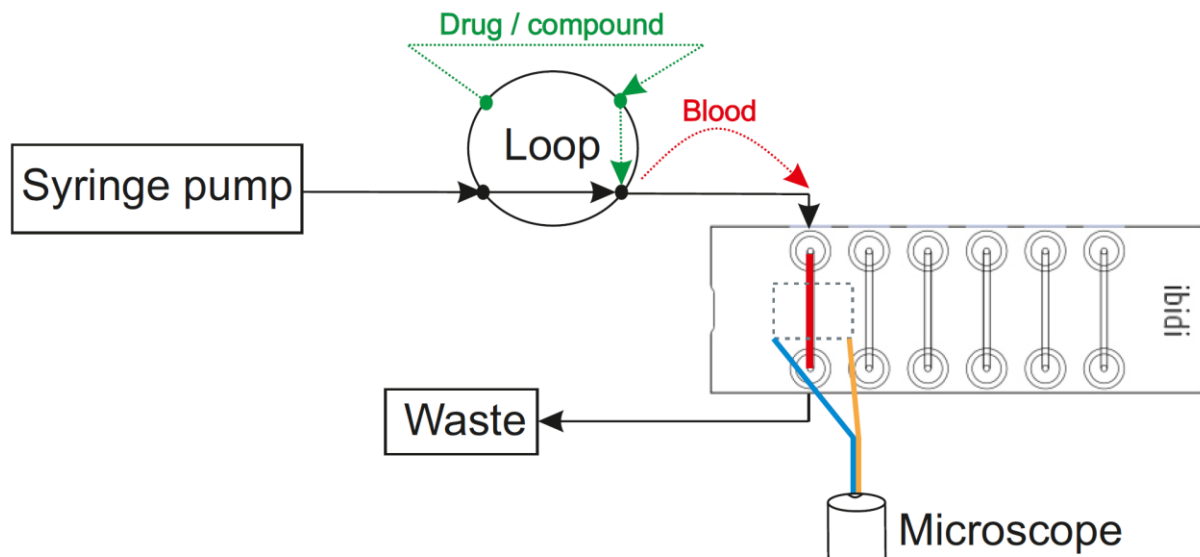 Drug / compound
Loop
Blood
Syringe pump
ibidi
Waste
Microscope